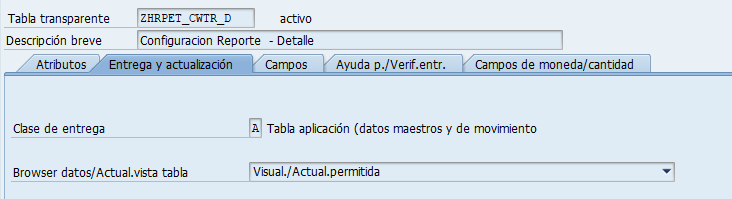 Tabla transparente ZHRPET_CWTR_D activo
Descripción breve Configuracion Reporte - Detalle
Atributos Entrega y actualización Campos Ayuda p./Verif.entr. Campos de moneda/cantidad
Clase de entrega A Tabla aplicación (datos maestros y de movimiento
Browser datos/Actual.vista tabla Visual./Actual.permitida